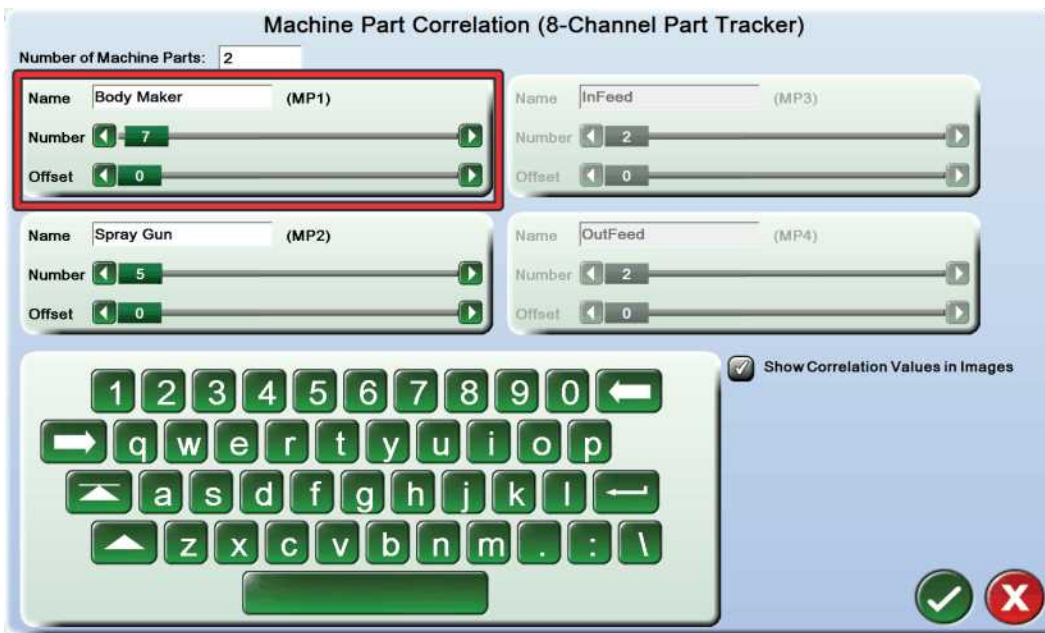 Machine Part Correlation (8-Channel Part Tracker)
Number of Machine Parts: 2
Name Body Maker (MP1)
Number 7
Offset 0
Name InFeed (MP3)
Number 2
Offset 0
Name Spray Gun (MP2)
Number 5
Offset 0
Name OutFeed (MP4)
Number 2
Offset 0
Show Correlation Values in Images
1 2 3 4 5 6 7 8 9 0
q w e r t y u i o p
a s d f g h j k l
z x c v b n m . : \
X